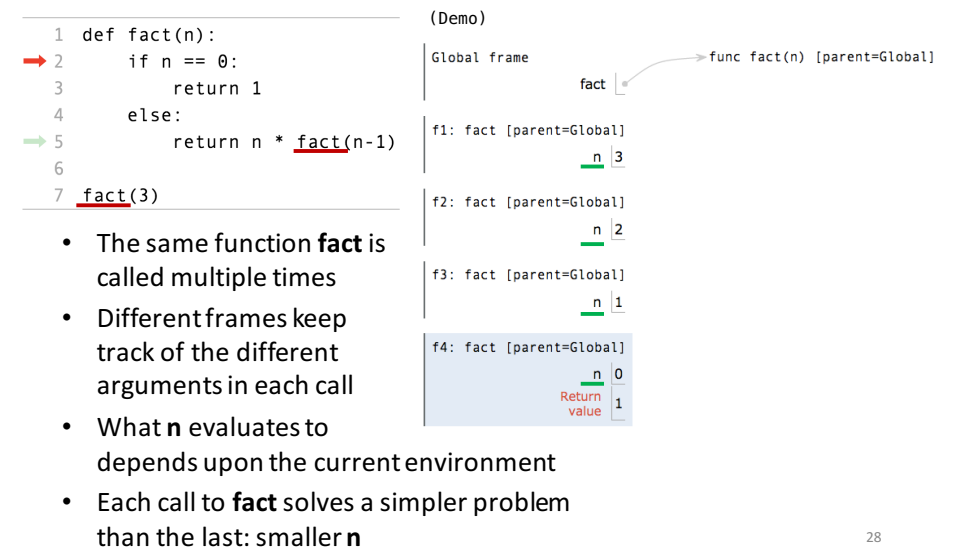 (Demo)
1 def fact(n):
2     if n == 0:
3         return 1
4     else:
5         return n * fact(n-1)
6
7 fact(3)
Global frame
fact
func fact(n) [parent=Global]
f1: fact [parent=Global]
n 3
f2: fact [parent=Global]
n 2
f3: fact [parent=Global]
n 1
f4: fact [parent=Global]
n 0
Return
value 1
• The same function fact is
called multiple times
• Different frames keep
track of the different
arguments in each call
• What n evaluates to
depends upon the current environment
• Each call to fact solves a simpler problem
than the last: smaller n
28